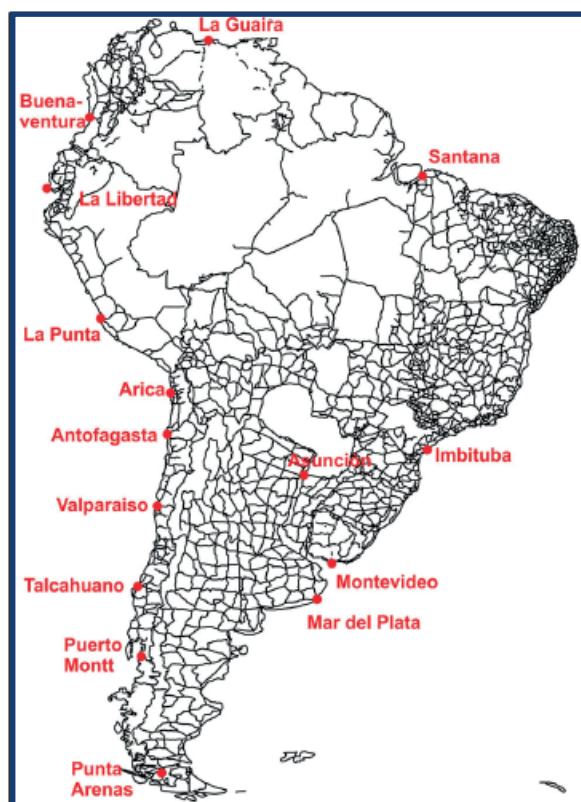 La Guaira
Buena-
ventura
Santana
La Libertad
La Punta
Arica
Antofagasta
Imbituba
Asunción
Valparaiso
Talcahuano
Montevideo
Mar del Plata
Puerto
Montt
Punta
Arenas